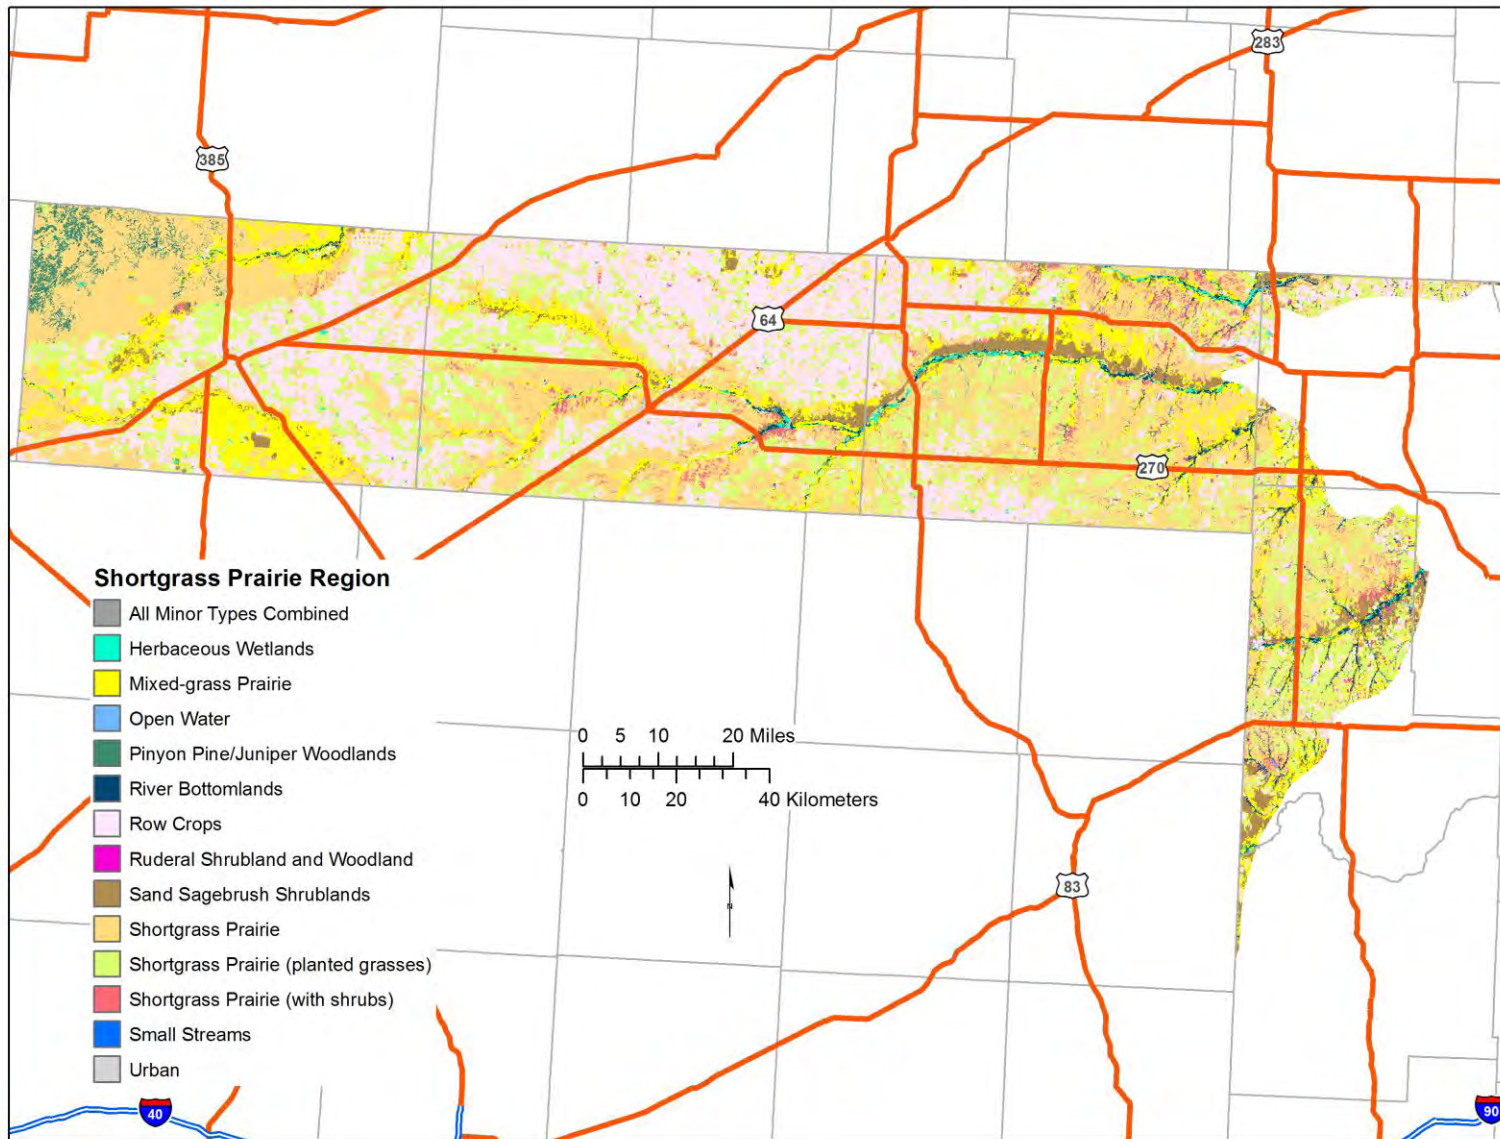 283
385
64
270
Shortgrass Prairie Region
All Minor Types Combined
Herbaceous Wetlands
Mixed-grass Prairie
Open Water
Pinyon Pine/Juniper Woodlands
River Bottomlands
Row Crops
Ruderal Shrubland and Woodland
Sand Sagebrush Shrublands
Shortgrass Prairie
Shortgrass Prairie (planted grasses)
Shortgrass Prairie (with shrubs)
Small Streams
Urban
0 5 10 20 Miles
0 10 20 40 Kilometers
N
83
40
90